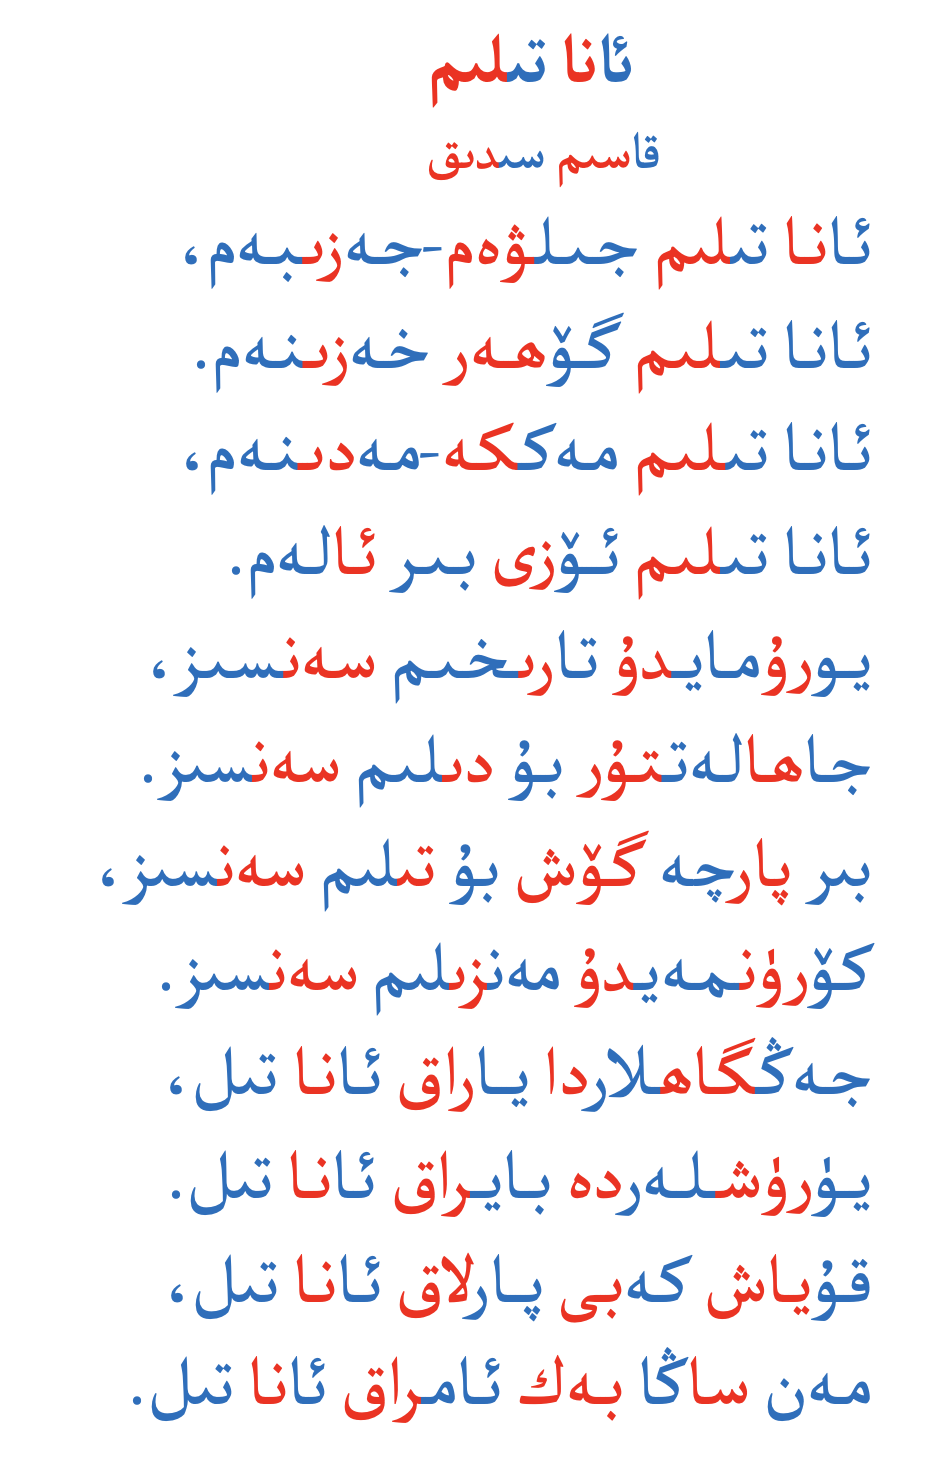 ئانا تىلىم
قاسىم سىدىق
ئانا تىلىم جىلۋەم-جەزىبەم،
ئانا تىلىم گۆھەر خەزىنەم.
ئانا تىلىم مەككە-مەدىنەم،
ئانا تىلىم ئۆزى بىر ئالەم.
يورۇمايدۇ تارىخىم سەنسىز،
جاھالەتتۇر بۇ دىلىم سەنسىز.
بىر پارچە گۆش بۇ تىلىم سەنسىز،
كۆرۈنمەيدۇ مەنزىلىم سەنسىز.
جەڭگاھلاردا ياراق ئانا تىل،
يۈرۈشلەردە بايراق ئانا تىل.
قۇياش كەبى پارلاق ئانا تىل،
مەن ساڭا بەك ئامراق ئانا تىل.